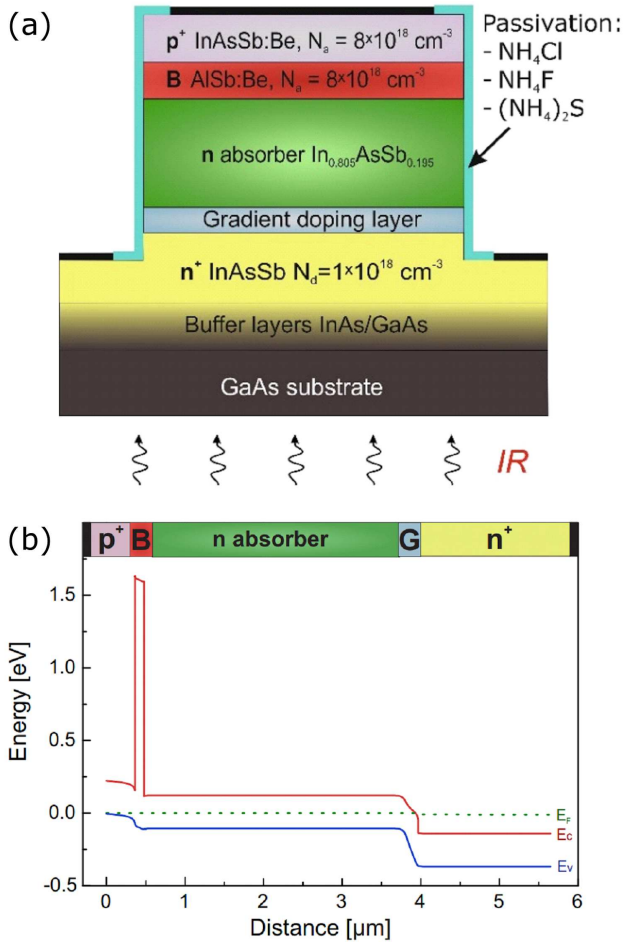 (a)
Passivation:
- NH₄Cl
- NH₄F
- (NH₄)₂S
p⁺ InAsSb:Be, Nₐ = 8×10¹⁸ cm⁻³
B AlSb:Be, Nₐ = 8×10¹⁸ cm⁻³
n absorber In₀.₈₀₅AsSb₀.₁₉₅
Gradient doping layer
n⁺ InAsSb N_d=1×10¹⁸ cm⁻³
Buffer layers InAs/GaAs
GaAs substrate
IR
(b)
p⁺ B n absorber G n⁺
1.5
1.0
0.5
0.0
-0.5
Energy [eV]
E_F
Ec
Ev
0 1 2 3 4 5 6
Distance [µm]